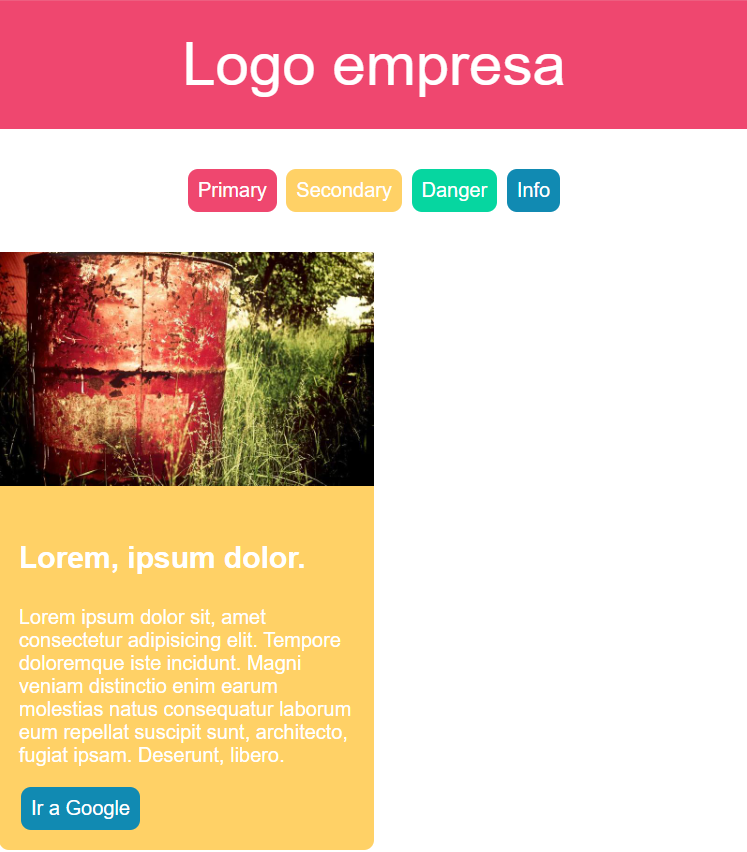 Logo empresa
Primary
Secondary
Danger
Info
Lorem, ipsum dolor.
Lorem ipsum dolor sit, amet
consectetur adipisicing elit. Tempore
doloremque iste incidunt. Magni
veniam distinctio enim earum
molestias natus consequatur laborum
eum repellat suscipit sunt, architecto,
fugiat ipsam. Deserunt, libero.
Ir a Google